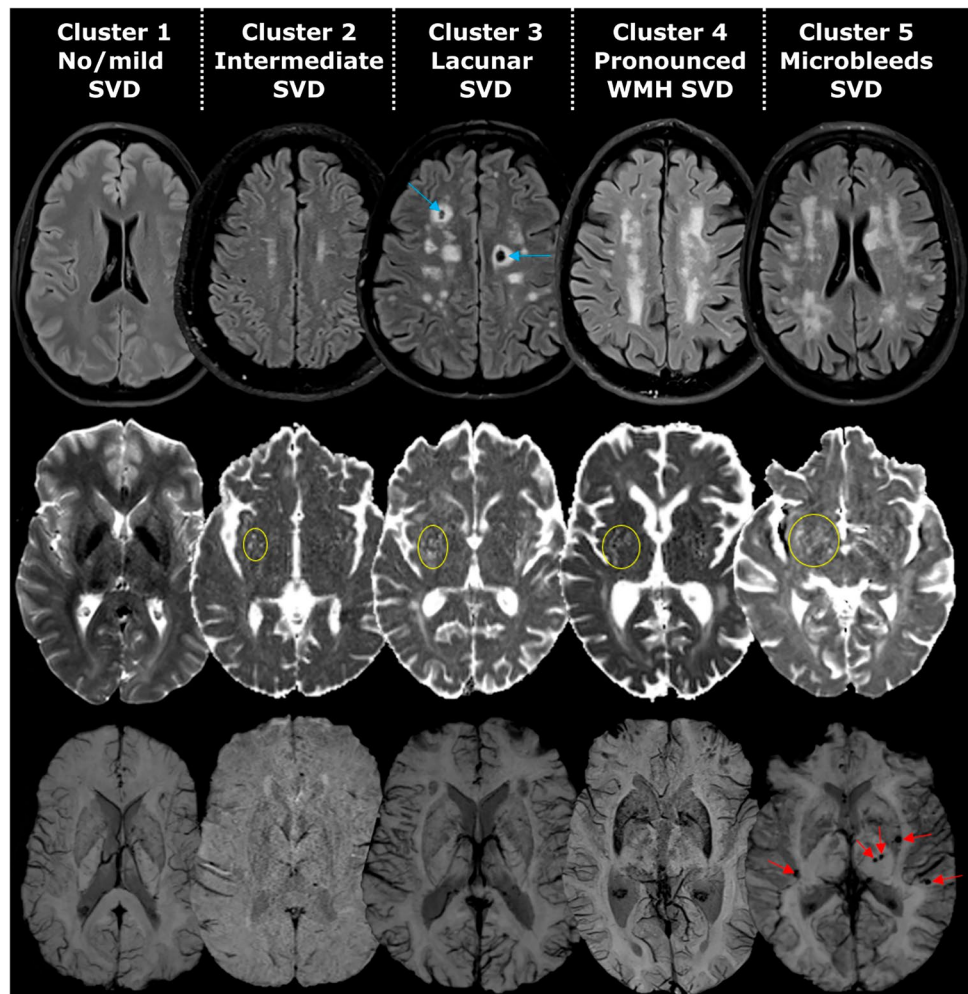 Cluster 1
No/mild
SVD
Cluster 2
Intermediate
SVD
Cluster 3
Lacunar
SVD
Cluster 4
Pronounced
WMH SVD
Cluster 5
Microbleeds
SVD